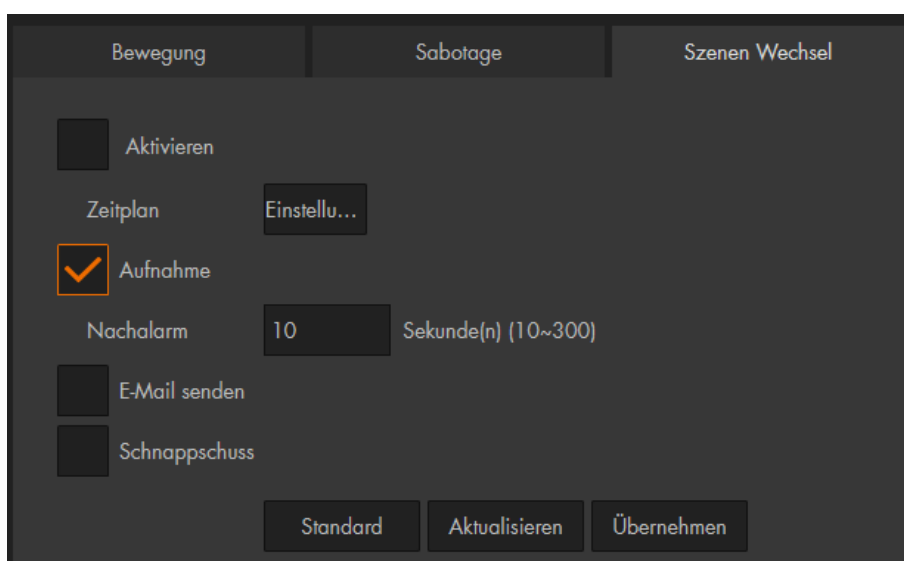 Bewegung Sabotage Szenen Wechsel
Aktivieren
Zeitplan Einstellu...
Aufnahme
Nachalarm 10 Sekunde(n) (10~300)
E-Mail senden
Schnappschuss
Standard Aktualisieren Übernehmen